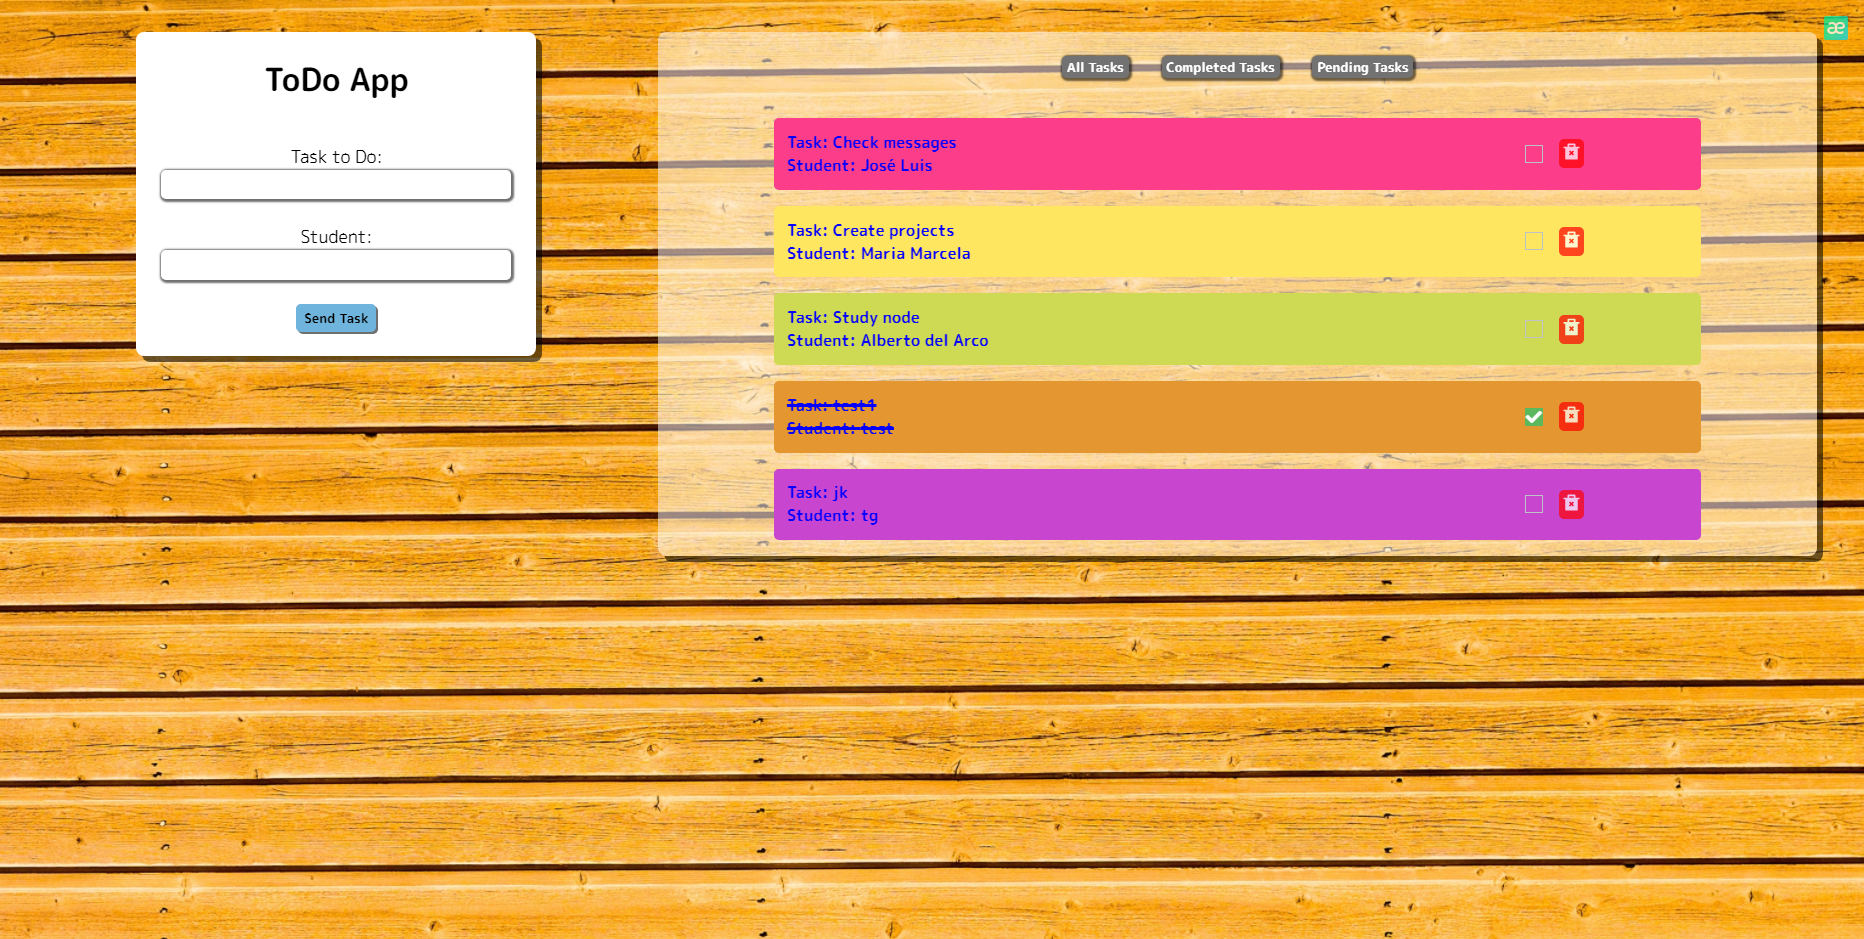 ToDo App
Task to Do:
Student:
Send Task
All Tasks
Completed Tasks
Pending Tasks
Task: Check messages
Student: José Luis
Task: Create projects
Student: Maria Marcela
Task: Study node
Student: Alberto del Arco
Task: test1
Student: test
Task: jk
Student: tg
æ